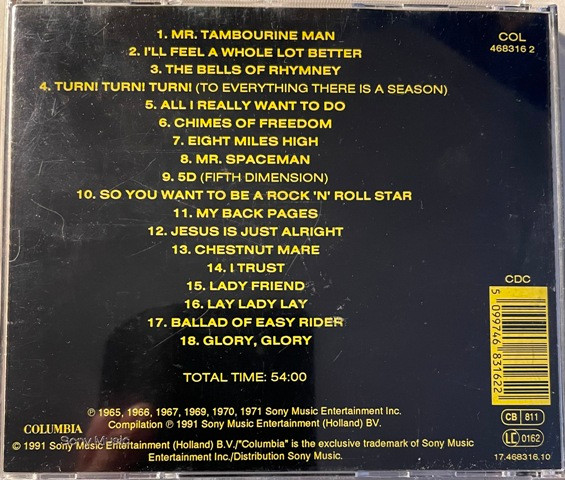 1. MR. TAMBOURINE MAN
2. I'LL FEEL A WHOLE LOT BETTER
3. THE BELLS OF RHYMNEY
4. TURN! TURN! TURN! (TO EVERYTHING THERE IS A SEASON)
5. ALL I REALLY WANT TO DO
6. CHIMES OF FREEDOM
7. EIGHT MILES HIGH
8. MR. SPACEMAN
9. 5D (FIFTH DIMENSION)
10. SO YOU WANT TO BE A ROCK 'N' ROLL STAR
11. MY BACK PAGES
12. JESUS IS JUST ALRIGHT
13. CHESTNUT MARE
14. I TRUST
15. LADY FRIEND
16. LAY LADY LAY
17. BALLAD OF EASY RIDER
18. GLORY, GLORY
TOTAL TIME: 54:00
COL
468316 2
CDC
5 099746 831622
CB 811
LC 0162
17.468316.10
℗ 1965, 1966, 1967, 1969, 1970, 1971 Sony Music Entertainment Inc.
Compilation ℗ 1991 Sony Music Entertainment (Holland) BV.
COLUMBIA
Sony Music
© 1991 Sony Music Entertainment (Holland) B.V./"Columbia" is the exclusive trademark of Sony Music
Entertainment Inc./Distribution Sony Music.